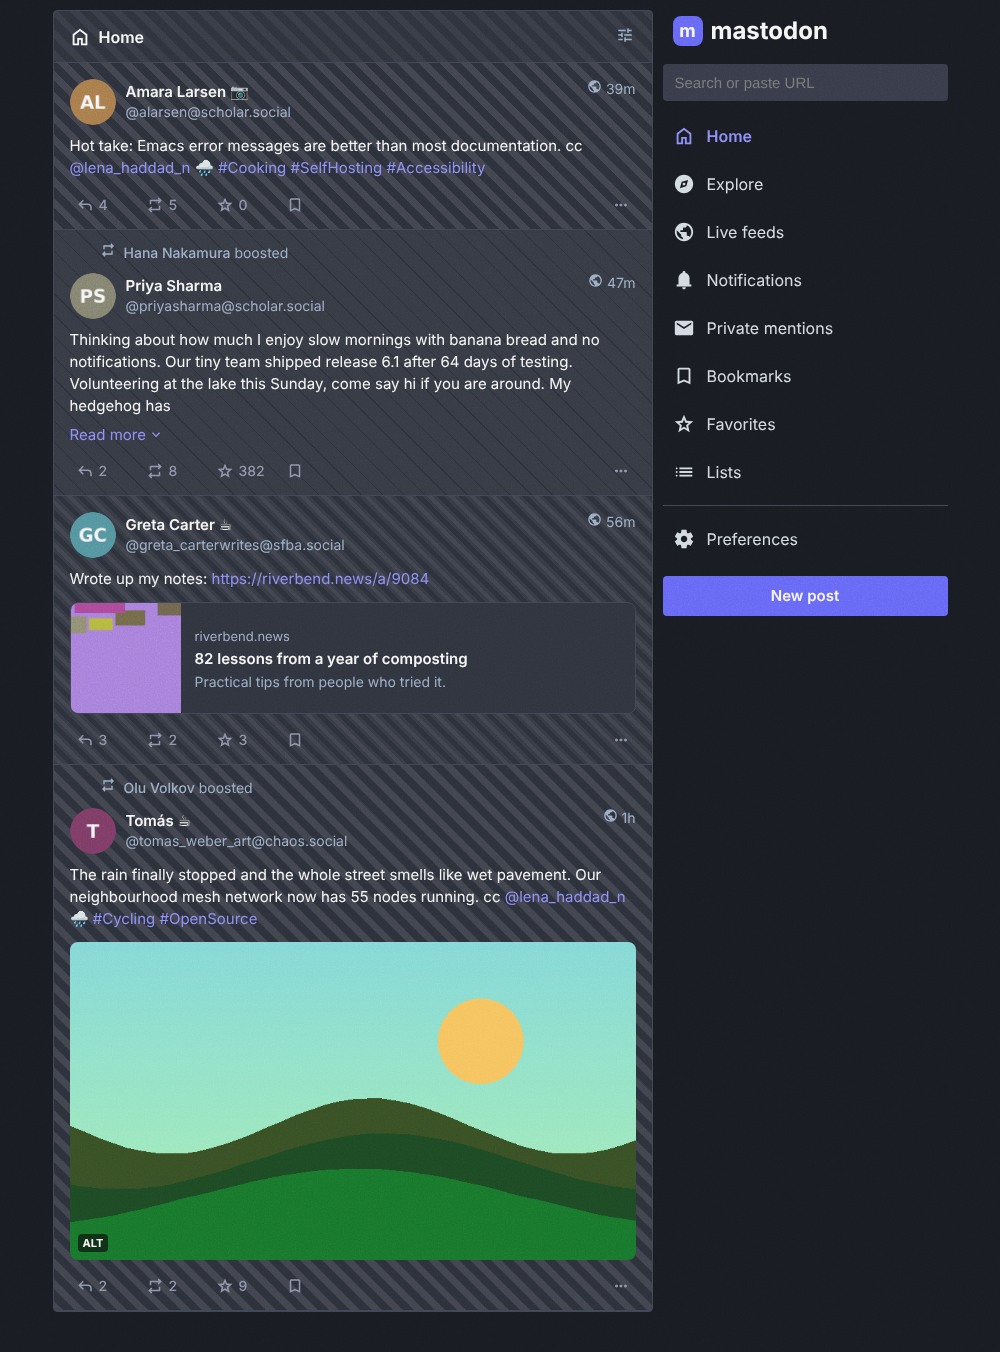 Home
AL
Amara Larsen 📷
39m
@alarsen@scholar.social
Hot take: Emacs error messages are better than most documentation. cc
@lena_haddad_n 🌧️ #Cooking #SelfHosting #Accessibility
4 5 0
Hana Nakamura boosted
PS
Priya Sharma
47m
@priyasharma@scholar.social
Thinking about how much I enjoy slow mornings with banana bread and no
notifications. Our tiny team shipped release 6.1 after 64 days of testing.
Volunteering at the lake this Sunday, come say hi if you are around. My
hedgehog has
Read more
2 8 382
GC
Greta Carter ☕
56m
@greta_carterwrites@sfba.social
Wrote up my notes: https://riverbend.news/a/9084
riverbend.news
82 lessons from a year of composting
Practical tips from people who tried it.
3 2 3
Olu Volkov boosted
T
Tomás ☕
1h
@tomas_weber_art@chaos.social
The rain finally stopped and the whole street smells like wet pavement. Our
neighbourhood mesh network now has 55 nodes running. cc @lena_haddad_n
🌧️ #Cycling #OpenSource
ALT
2 2 9
m mastodon
Search or paste URL
Home
Explore
Live feeds
Notifications
Private mentions
Bookmarks
Favorites
Lists
Preferences
New post